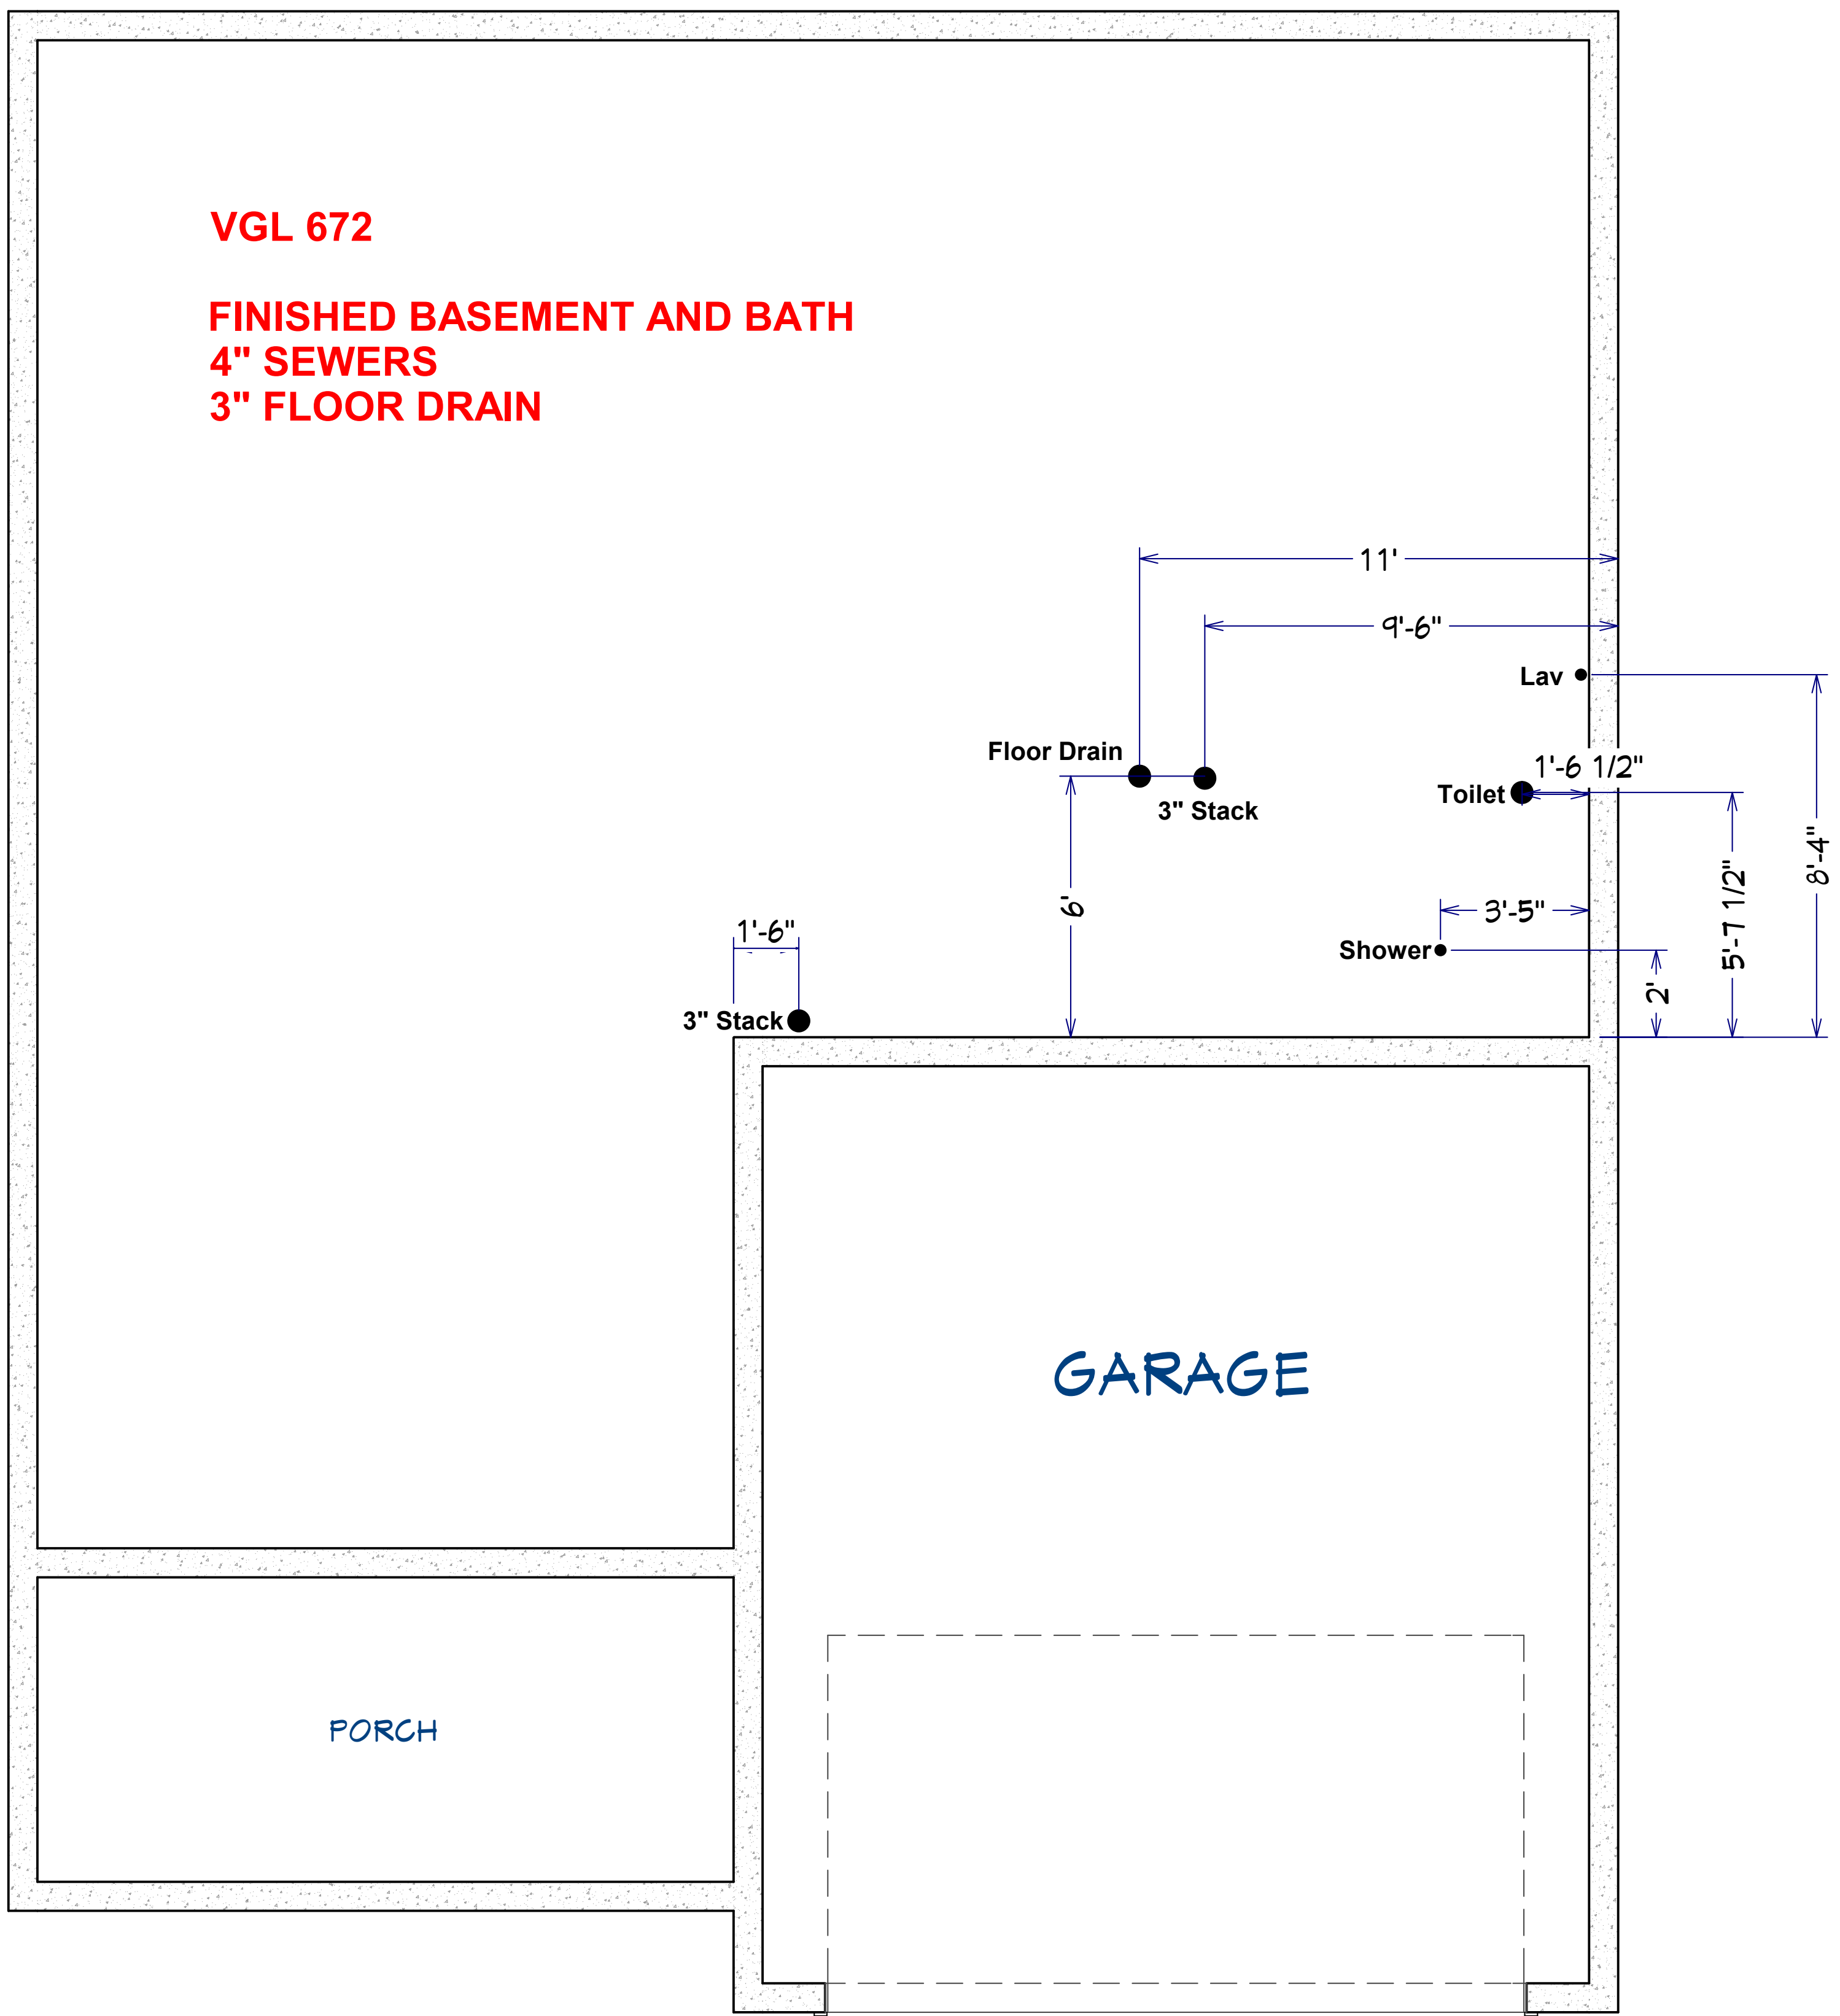 VGL 672
FINISHED BASEMENT AND BATH
4" SEWERS
3" FLOOR DRAIN
11'
9'-6"
Lav
Floor Drain
1'-6 1/2"
Toilet
3" Stack
8'-4"
5'-7 1/2"
6'
3'-5"
1'-6"
Shower
2'
3" Stack
GARAGE
PORCH